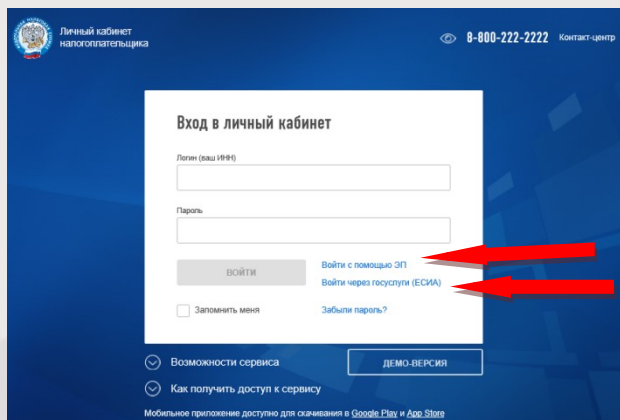 Личный кабинет
налогоплательщика
8-800-222-2222 Контакт-центр
Вход в личный кабинет
Логин (ваш ИНН)
Пароль
ВОЙТИ
Войти с помощью ЭП
Войти через госуслуги (ЕСИА)
Запомнить меня
Забыли пароль?
Возможности сервиса
ДЕМО-ВЕРСИЯ
Как получить доступ к сервису
Мобильное приложение доступно для скачивания в Google Play и App Store